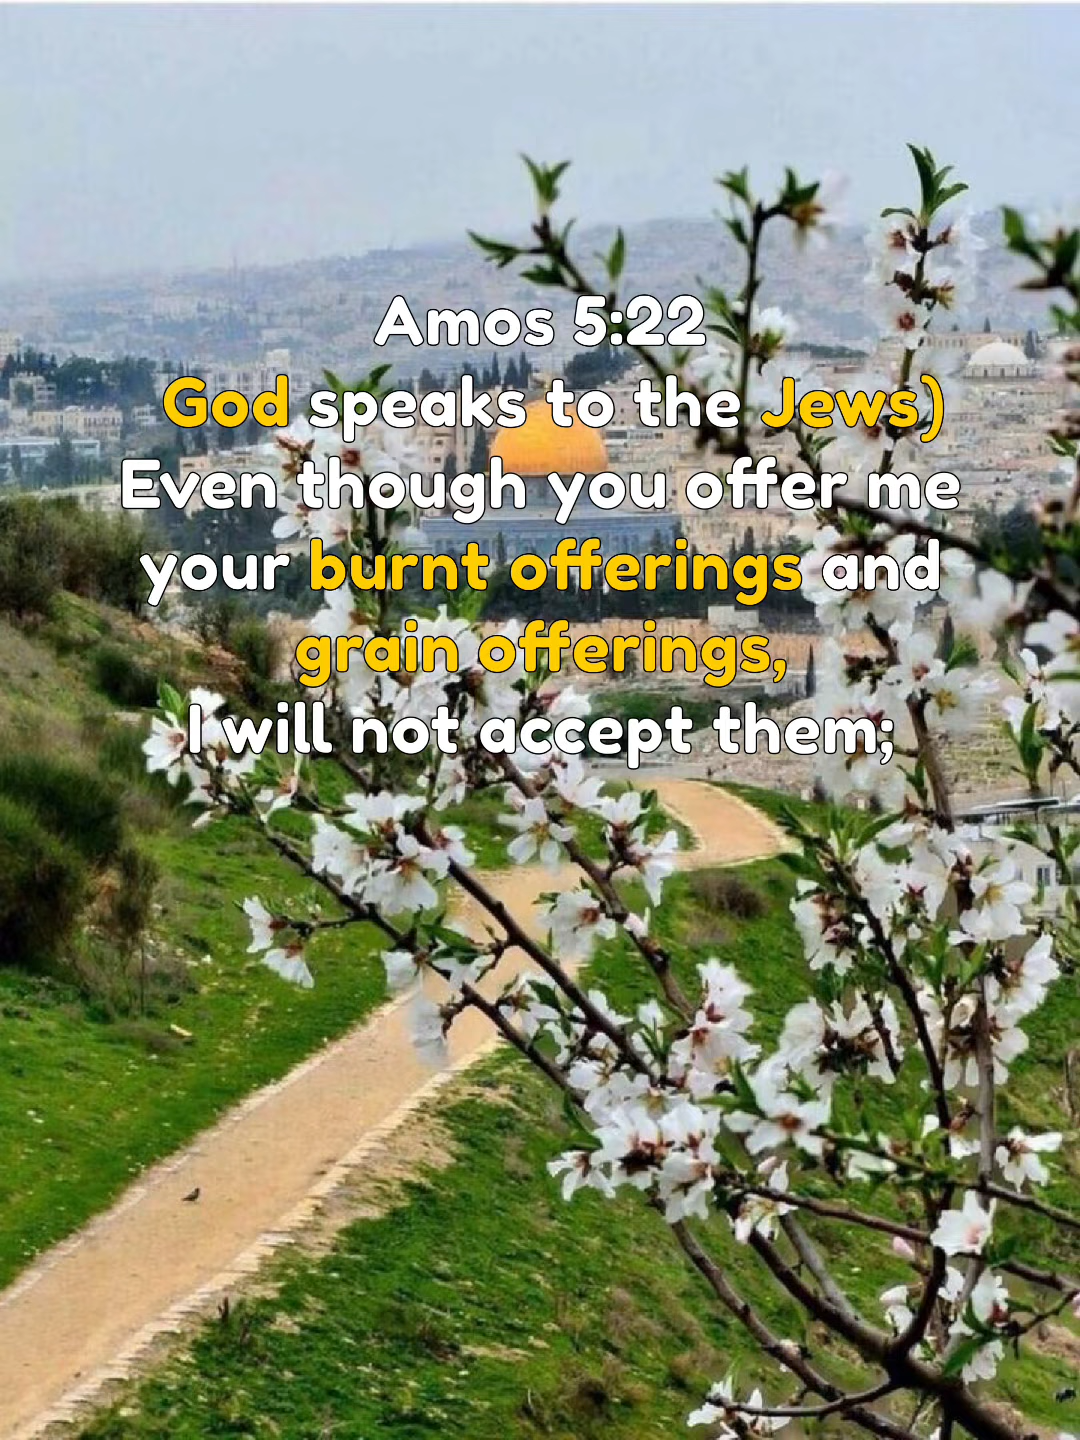 Amos 5:22
God speaks to the Jews)
Even though you offer me
your burnt offerings and
grain offerings,
I will not accept them;